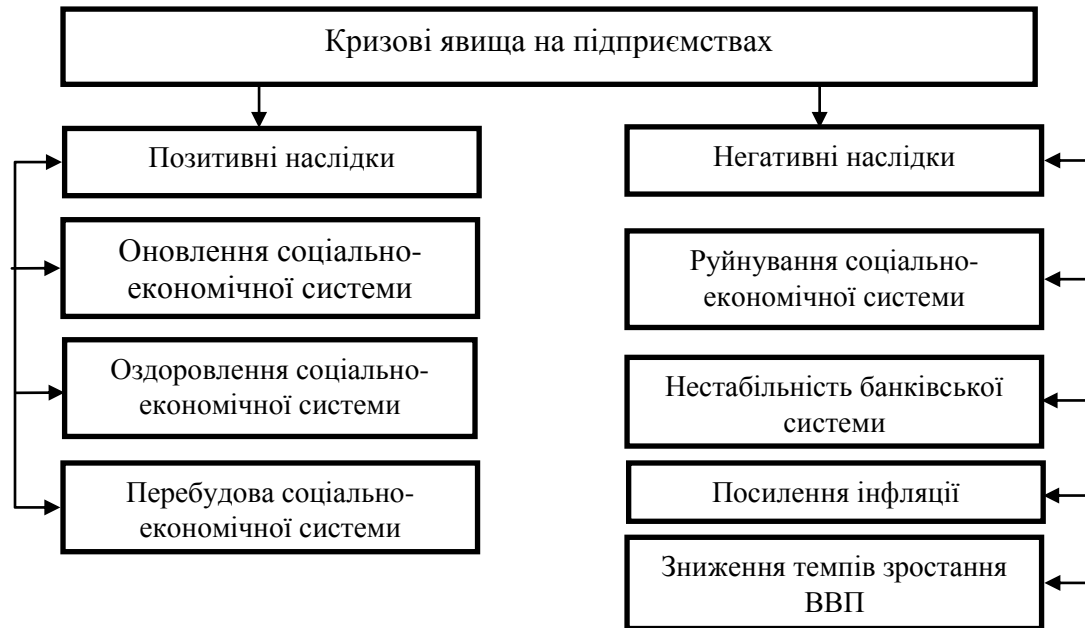 Кризові явища на підприємствах
Позитивні наслідки
Оновлення соціально-
економічної системи
Оздоровлення соціально-
економічної системи
Перебудова соціально-
економічної системи
Негативні наслідки
Руйнування соціально-
економічної системи
Нестабільність банківської
системи
Посилення інфляції
Зниження темпів зростання
ВВП